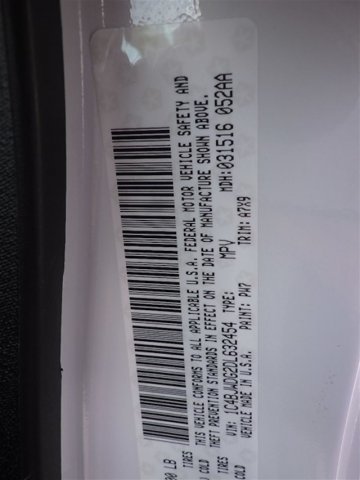 00 LB
TIRES
COLD
TIRES
COLD
THIS VEHICLE CONFORMS TO ALL APPLICABLE U.S.A. FEDERAL MOTOR VEHICLE SAFETY AND
THEFT PREVENTION STANDARDS IN EFFECT ON THE DATE OF MANUFACTURE SHOWN ABOVE.
VIN: 1C4BJWDG2DL632454 TYPE: MPV MDH:031516 052AA
VEHICLE MADE IN U.S.A. PAINT: PW7 TRIM: A7X9